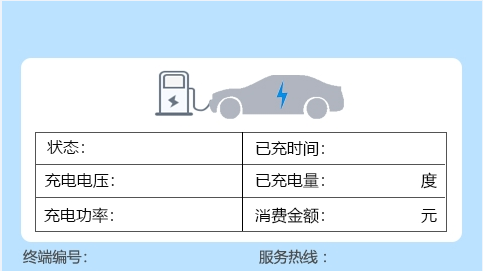 状态： 已充时间：
充电电压： 已充电量： 度
充电功率： 消费金额： 元
终端编号： 服务热线：